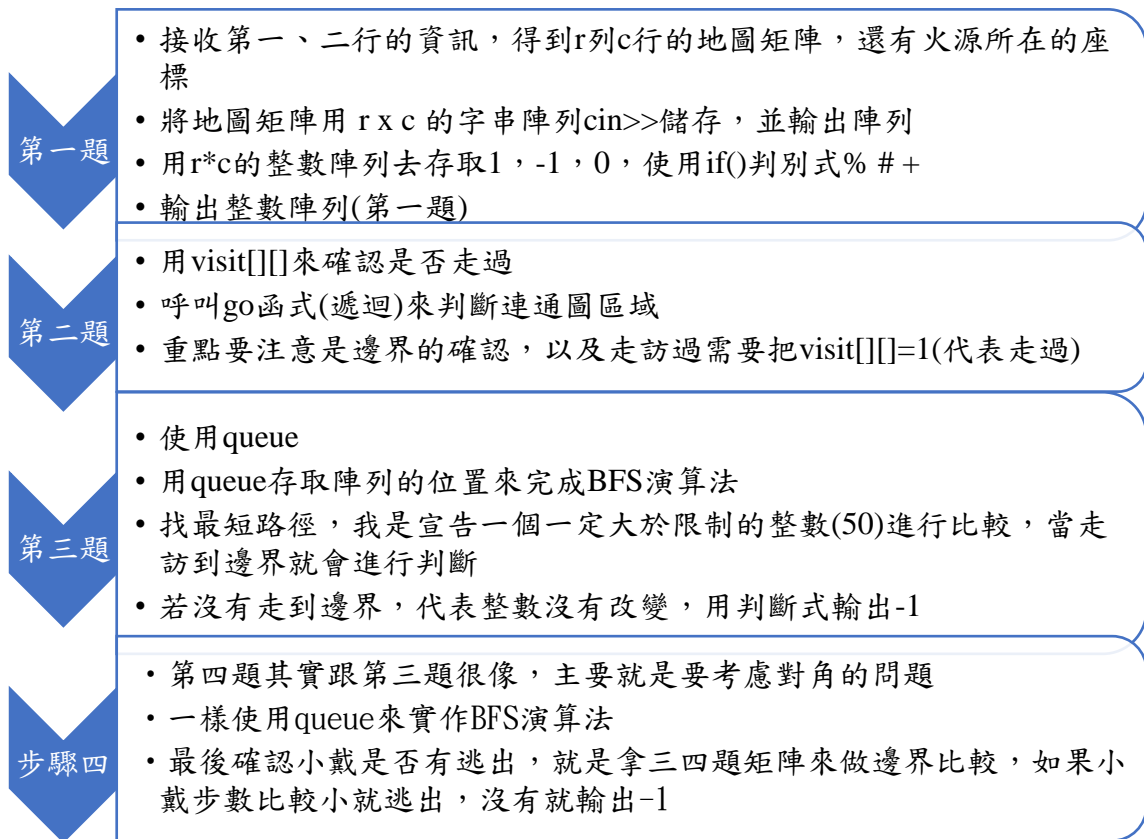 第一題
• 接收第一、二行的資訊，得到r列c行的地圖矩陣，還有火源所在的座
標
• 將地圖矩陣用 r x c 的字串陣列cin>>儲存，並輸出陣列
• 用r*c的整數陣列去存取1，-1，0，使用if()判別式% # +
• 輸出整數陣列(第一題)
第二題
• 用visit[][]來確認是否走過
• 呼叫go函式(遞迴)來判斷連通圖區域
• 重點要注意是邊界的確認，以及走訪過需要把visit[][]=1(代表走過)
第三題
• 使用queue
• 用queue存取陣列的位置來完成BFS演算法
• 找最短路徑，我是宣告一個一定大於限制的整數(50)進行比較，當走
訪到邊界就會進行判斷
• 若沒有走到邊界，代表整數沒有改變，用判斷式輸出-1
步驟四
• 第四題其實跟第三題很像，主要就是要考慮對角的問題
• 一樣使用queue來實作BFS演算法
• 最後確認小戴是否有逃出，就是拿三四題矩陣來做邊界比較，如果小
戴步數比較小就逃出，沒有就輸出-1